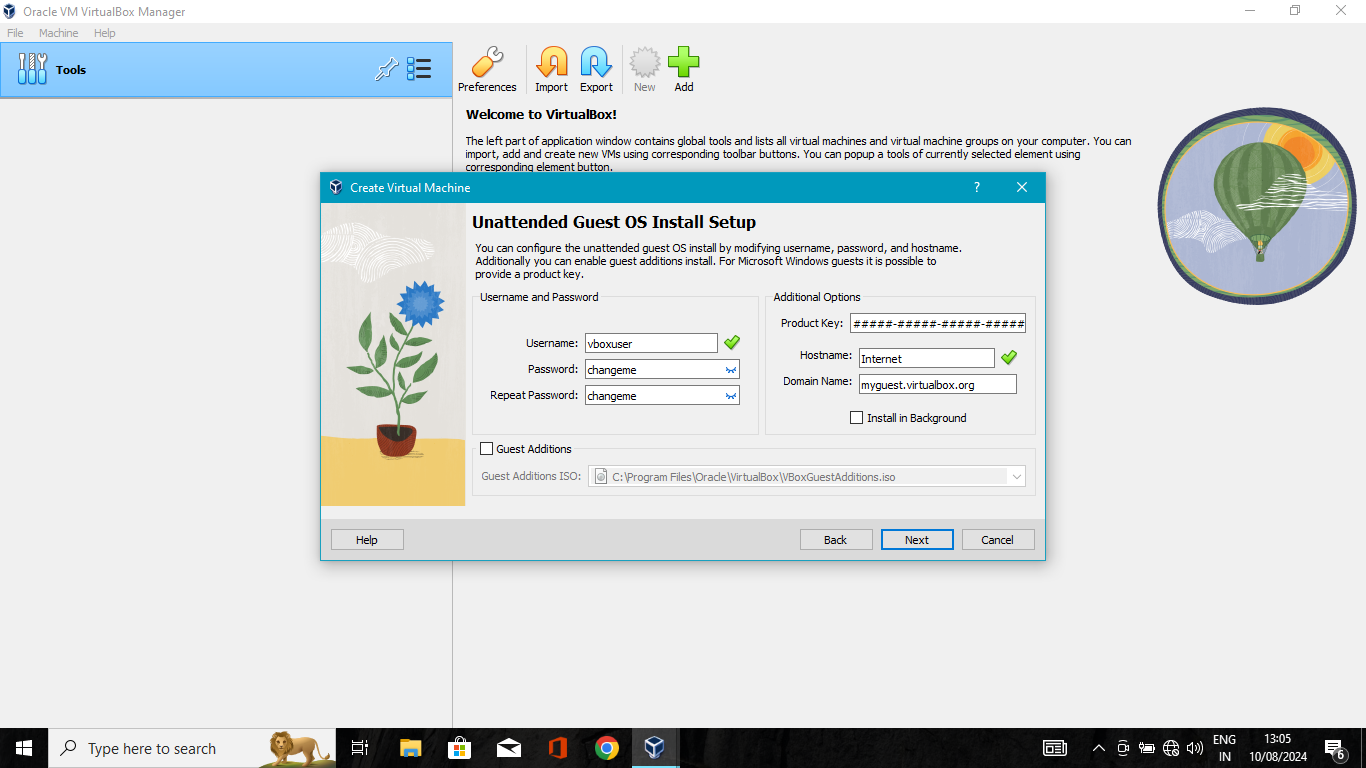 Oracle VM VirtualBox Manager
File Machine Help
Tools
Preferences Import Export New Add
Welcome to VirtualBox!
The left part of application window contains global tools and lists all virtual machines and virtual machine groups on your computer. You can
import, add and create new VMs using corresponding toolbar buttons. You can popup a tools of currently selected element using
corresponding element button.
Create Virtual Machine ?
Unattended Guest OS Install Setup
You can configure the unattended guest OS install by modifying username, password, and hostname.
Additionally you can enable guest additions install. For Microsoft Windows guests it is possible to
provide a product key.
Username and Password
Username: vboxuser
Password: changeme
Repeat Password: changeme
Additional Options
Product Key: #####-#####-#####-#####
Hostname: Internet
Domain Name: myguest.virtualbox.org
Install in Background
Guest Additions
Guest Additions ISO: C:\Program Files\Oracle\VirtualBox\VBoxGuestAdditions.iso
Help Back Next Cancel
Type here to search
ENG
IN
13:05
10/08/2024
6